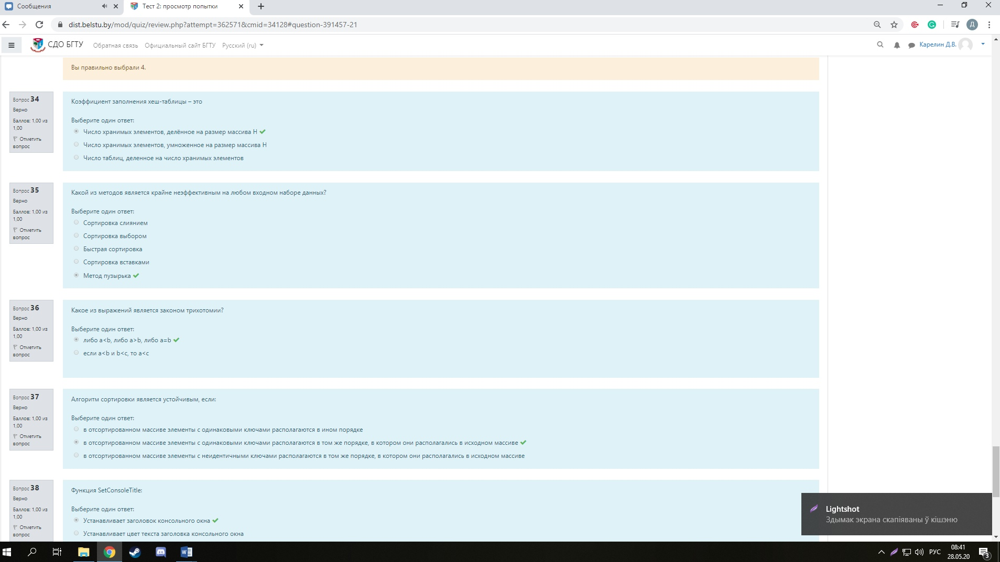 Сообщения
Тест 2: просмотр попытки
dist.belstu.by/mod/quiz/review.php?attempt=362571&cmid=34128#question-391457-21
Д
СДО БГТУ
Обратная связь
Официальный сайт БГТУ
Русский (ru)
Карелин Д.В.
Вы правильно выбрали 4.
Вопрос 34
Верно
Баллов: 1,00 из
1,00
Отметить
вопрос
Коэффициент заполнения хеш-таблицы – это
Выберите один ответ:
Число хранимых элементов, делённое на размер массива H
Число хранимых элементов, умноженное на размер массива H
Число таблиц, деленное на число хранимых элементов
Вопрос 35
Верно
Баллов: 1,00 из
1,00
Отметить
вопрос
Какой из методов является крайне неэффективным на любом входном наборе данных?
Выберите один ответ:
Сортировка слиянием
Сортировка выбором
Быстрая сортировка
Сортировка вставками
Метод пузырька
Вопрос 36
Верно
Баллов: 1,00 из
1,00
Отметить
вопрос
Какое из выражений является законом трихотомии?
Выберите один ответ:
либо a<b, либо a>b, либо a=b
если a<b и b<c, то a<c
Вопрос 37
Верно
Баллов: 1,00 из
1,00
Отметить
вопрос
Алгоритм сортировки является устойчивым, если:
Выберите один ответ:
в отсортированном массиве элементы с одинаковыми ключами располагаются в ином порядке
в отсортированном массиве элементы с одинаковыми ключами располагаются в том же порядке, в котором они располагались в исходном массиве
в отсортированном массиве элементы с неидентичными ключами располагаются в том же порядке, в котором они располагались в исходном массиве
Вопрос 38
Верно
Баллов: 1,00 из
1,00
Отметить
вопрос
Функция SetConsoleTitle:
Выберите один ответ:
Устанавливает заголовок консольного окна
Устанавливает цвет текста заголовка консольного окна
Lightshot
Здымак экрана скапіяваны ў кішэню
РУС
08:41
28.05.20
3